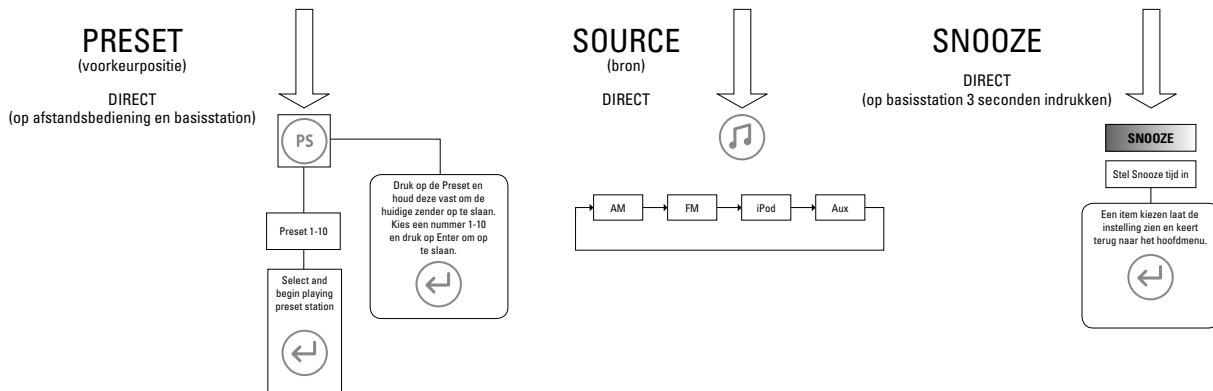 PRESET
(voorkeurpositie)
DIRECT
(op afstandsbediening en basisstation)
PS
Druk op de Preset en
houd deze vast om de
huidige zender op te slaan.
Kies een nummer 1-10
en druk op Enter om op
te slaan.
Preset 1-10
Select and
begin playing
preset station
SOURCE
(bron)
DIRECT
AM
FM
iPod
Aux
SNOOZE
DIRECT
(op basisstation 3 seconden indrukken)
SNOOZE
Stel Snooze tijd in
Een item kiezen laat de
instelling zien en keert
terug naar het hoofdmenu.